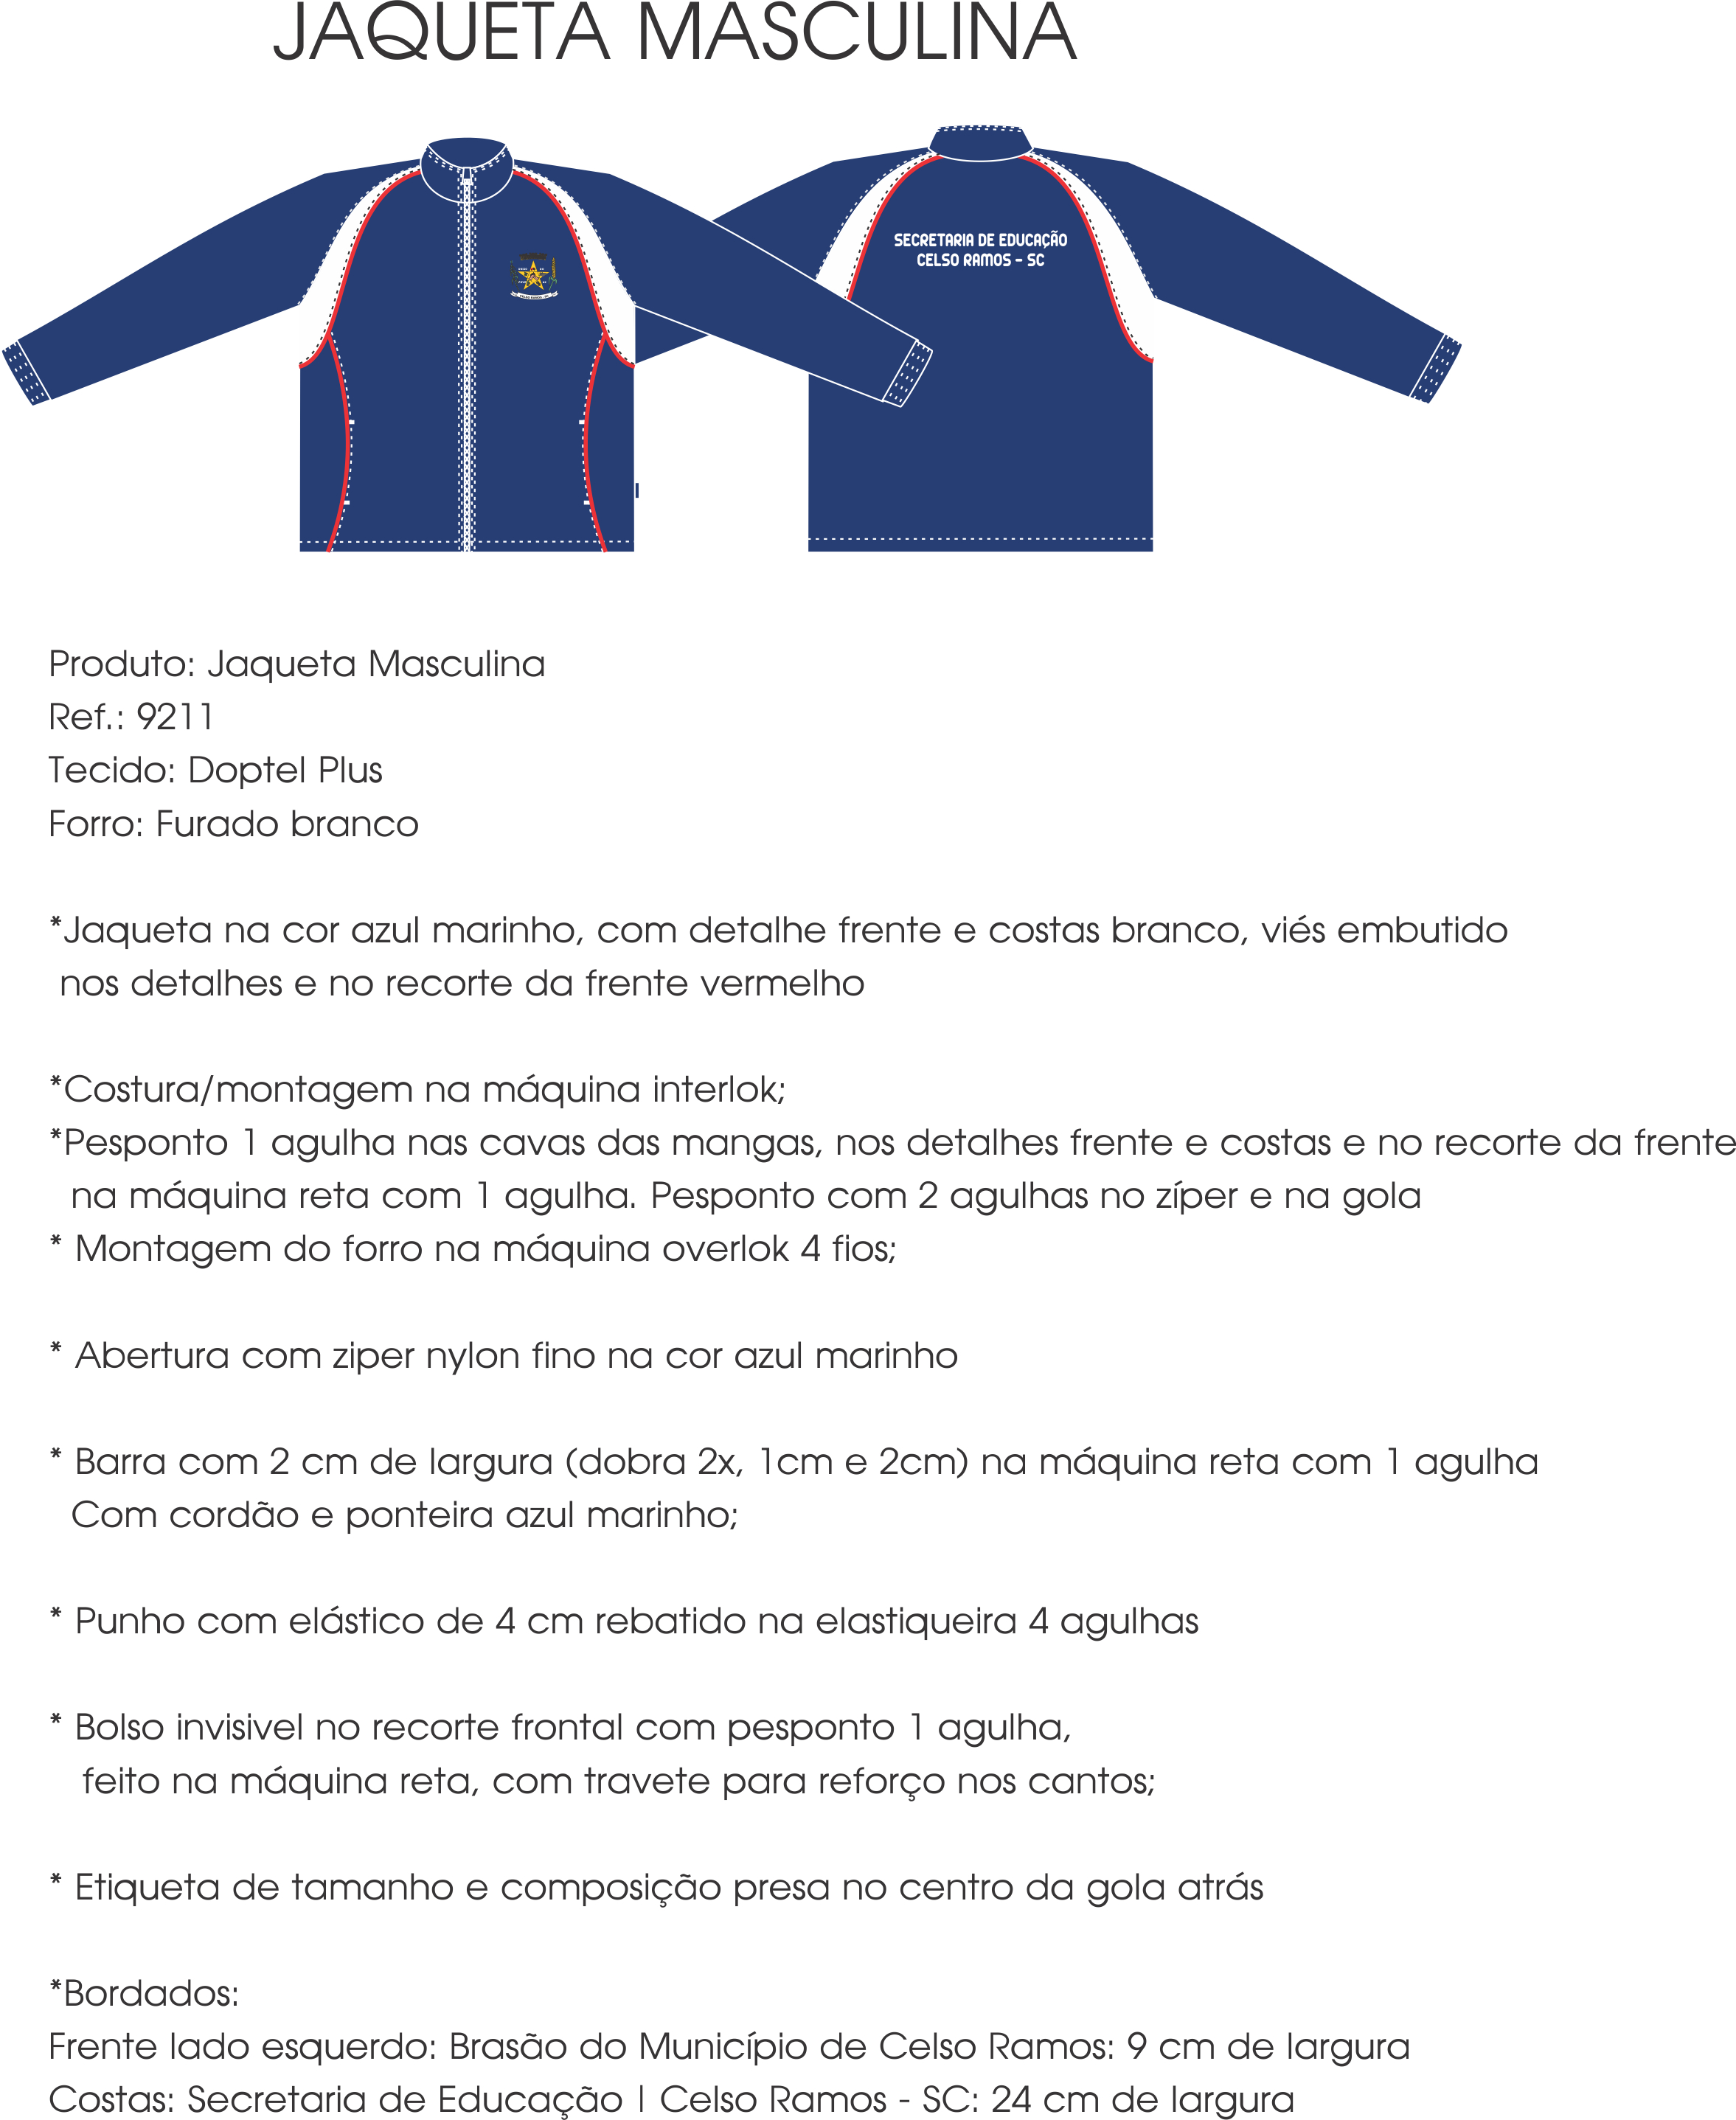 JAQUETA MASCULINA
SECRETARIA DE EDUCAÇÃO
CELSO RAMOS - SC
Produto: Jaqueta Masculina
Ref.: 9211
Tecido: Doptel Plus
Forro: Furado branco
*Jaqueta na cor azul marinho, com detalhe frente e costas branco, viés embutido
nos detalhes e no recorte da frente vermelho
*Costura/montagem na máquina interlok;
*Pesponto 1 agulha nas cavas das mangas, nos detalhes frente e costas e no recorte da frente
na máquina reta com 1 agulha. Pesponto com 2 agulhas no zíper e na gola
* Montagem do forro na máquina overlok 4 fios;
* Abertura com ziper nylon fino na cor azul marinho
* Barra com 2 cm de largura (dobra 2x, 1cm e 2cm) na máquina reta com 1 agulha
Com cordão e ponteira azul marinho;
* Punho com elástico de 4 cm rebatido na elastiqueira 4 agulhas
* Bolso invisivel no recorte frontal com pesponto 1 agulha,
feito na máquina reta, com travete para reforço nos cantos;
* Etiqueta de tamanho e composição presa no centro da gola atrás
*Bordados:
Frente lado esquerdo: Brasão do Município de Celso Ramos: 9 cm de largura
Costas: Secretaria de Educação | Celso Ramos - SC: 24 cm de largura